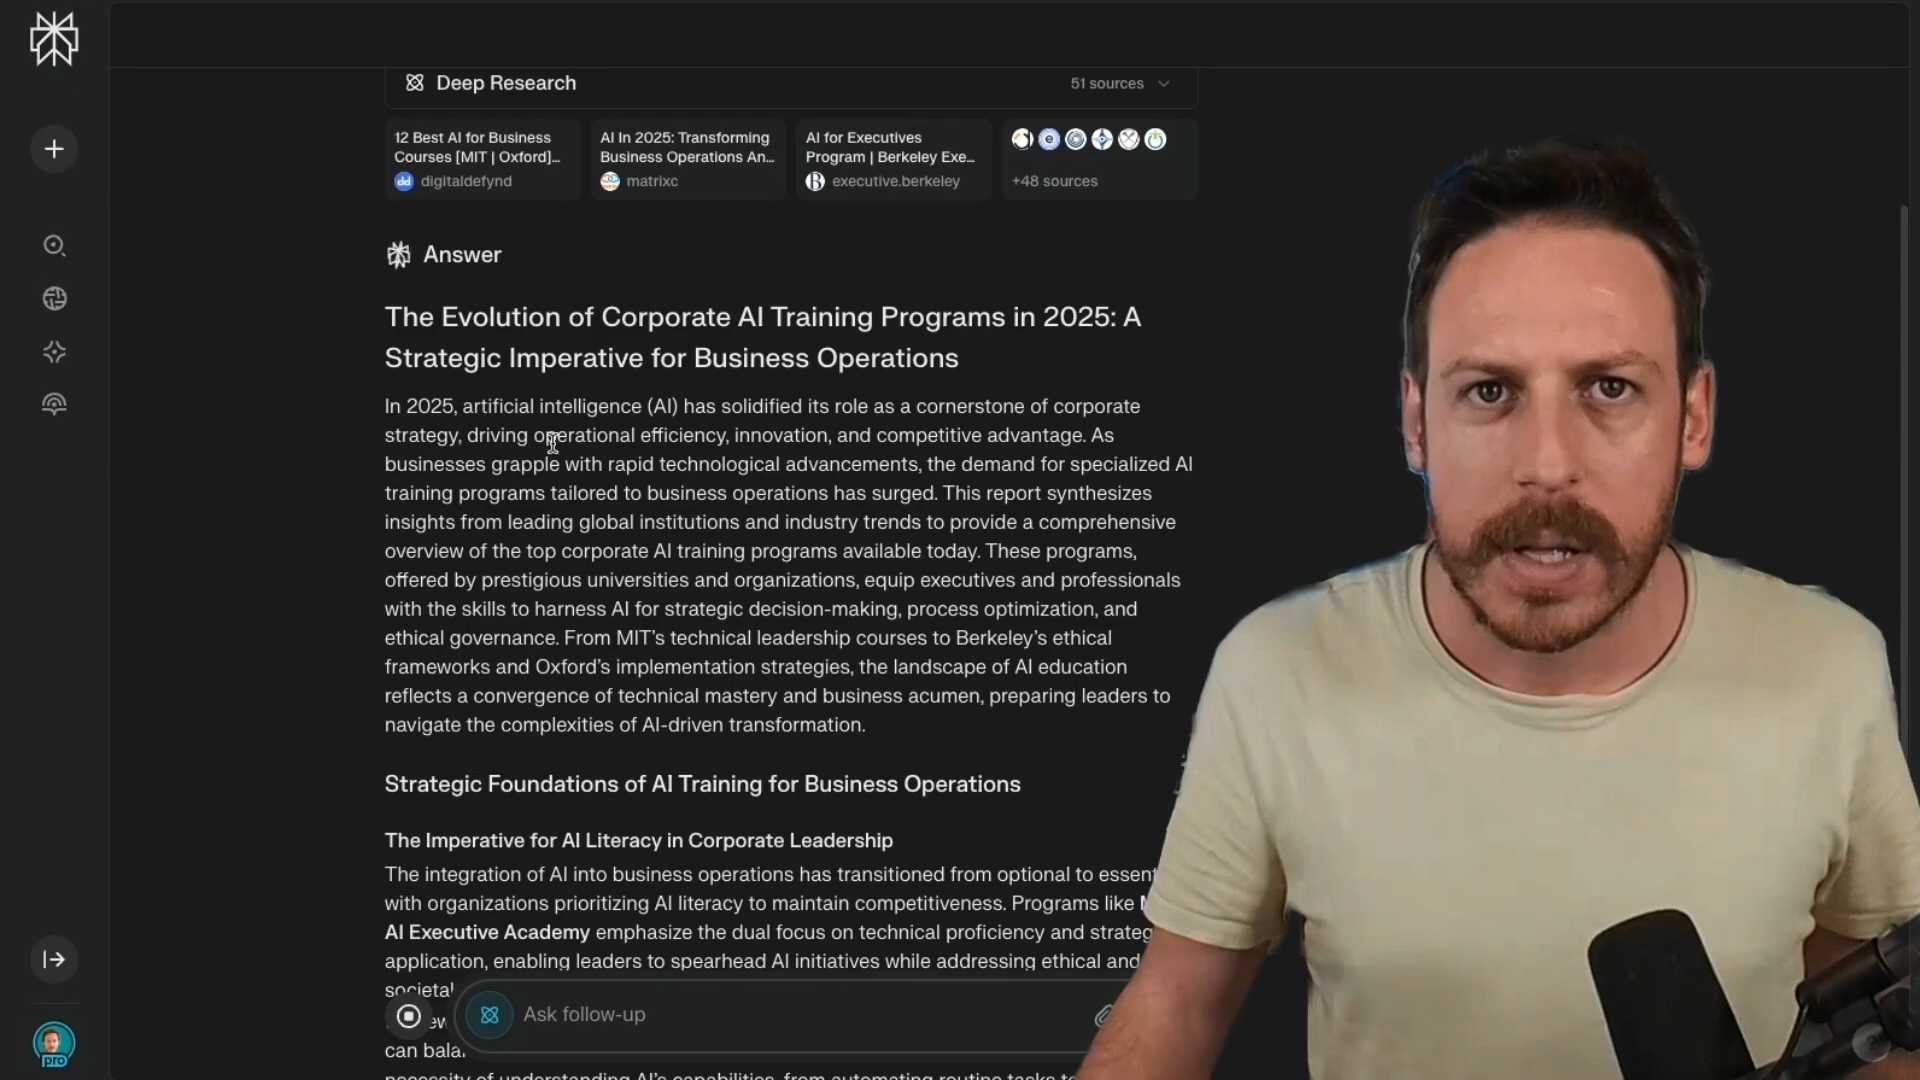 Deep Research
51 sources
12 Best AI for Business
Courses [MIT | Oxford]...
digitaldefynd
AI In 2025: Transforming
Business Operations An...
matrixc
AI for Executives
Program | Berkeley Exe...
executive.berkeley
+48 sources
Answer
The Evolution of Corporate AI Training Programs in 2025: A
Strategic Imperative for Business Operations
In 2025, artificial intelligence (AI) has solidified its role as a cornerstone of corporate
strategy, driving operational efficiency, innovation, and competitive advantage. As
businesses grapple with rapid technological advancements, the demand for specialized AI
training programs tailored to business operations has surged. This report synthesizes
insights from leading global institutions and industry trends to provide a comprehensive
overview of the top corporate AI training programs available today. These programs,
offered by prestigious universities and organizations, equip executives and professionals
with the skills to harness AI for strategic decision-making, process optimization, and
ethical governance. From MIT's technical leadership courses to Berkeley's ethical
frameworks and Oxford's implementation strategies, the landscape of AI education
reflects a convergence of technical mastery and business acumen, preparing leaders to
navigate the complexities of AI-driven transformation.
Strategic Foundations of AI Training for Business Operations
The Imperative for AI Literacy in Corporate Leadership
The integration of AI into business operations has transitioned from optional to essent
with organizations prioritizing AI literacy to maintain competitiveness. Programs like
AI Executive Academy emphasize the dual focus on technical proficiency and strateg
application, enabling leaders to spearhead AI initiatives while addressing ethical and
societal
Ask follow-up
can bala
necessity of understanding AI's capabilities, from automating routine tasks to
pro